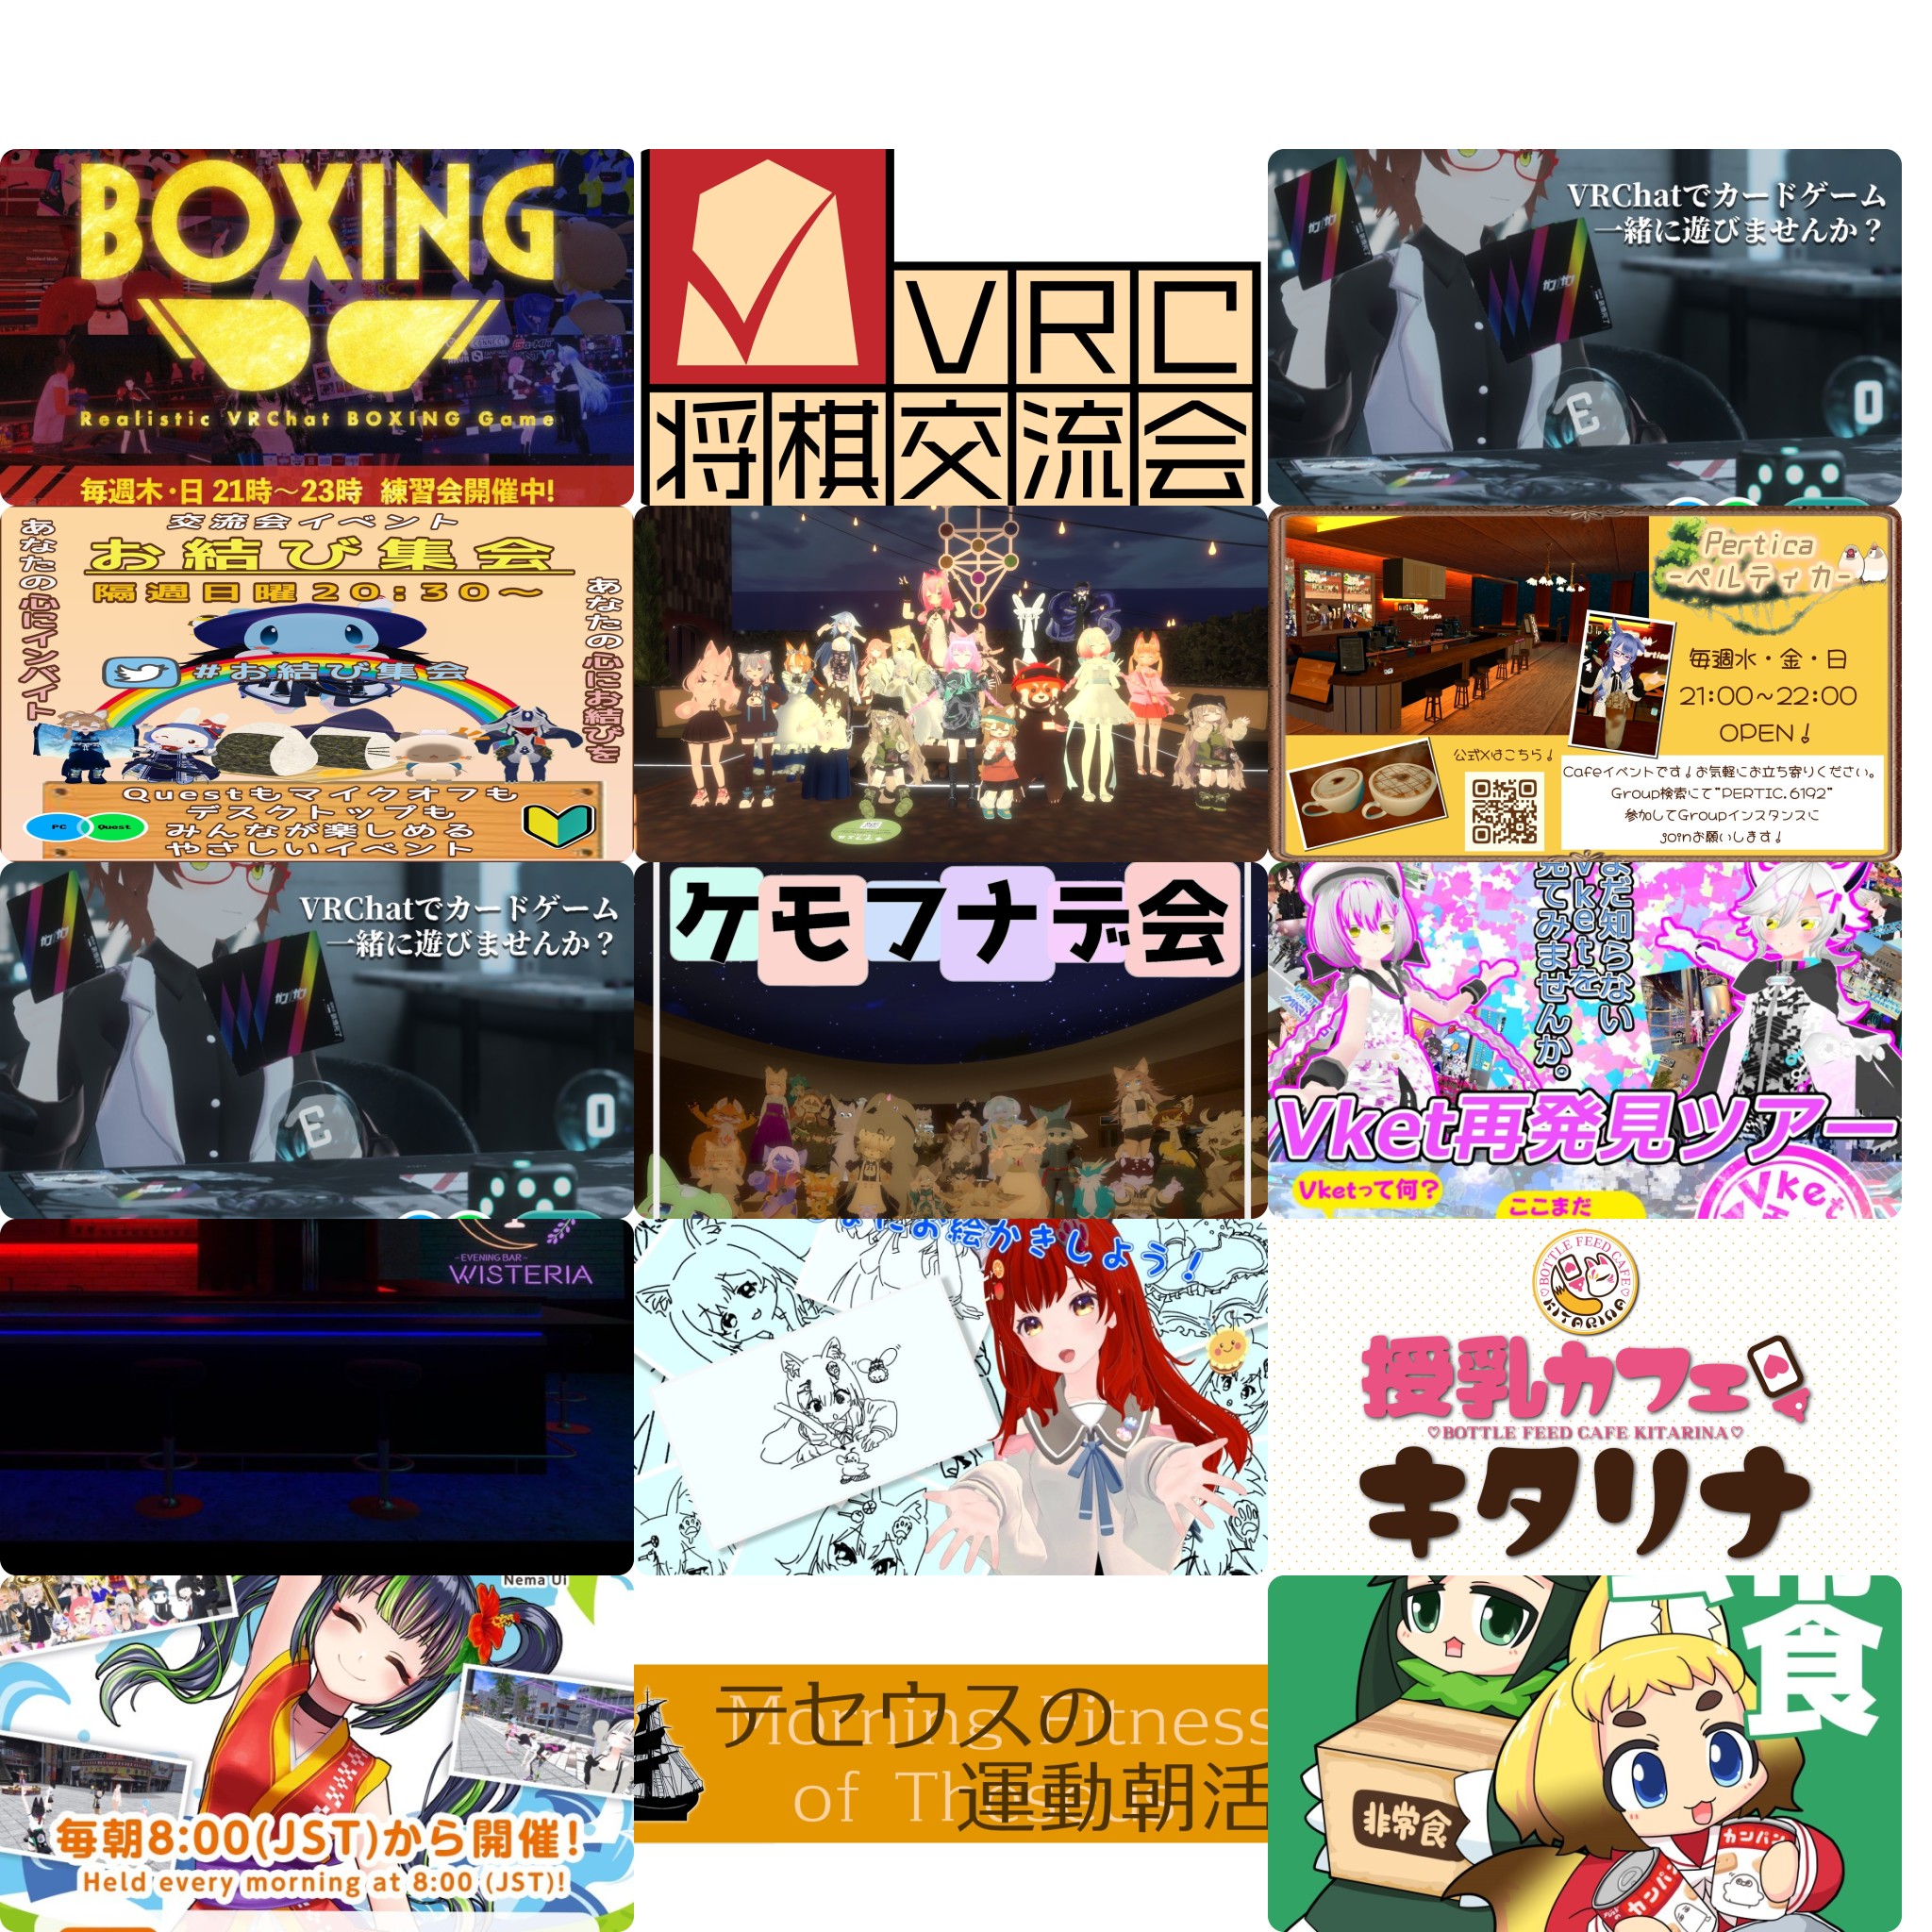 BOXING
Realistic VRChat BOXING Game
毎週木・日 21時～23時 練習会開催中!
VRC
将棋交流会
VRChatでカードゲーム
一緒に遊びませんか？
ガン!ガン
E
O
交流会イベント
お結び集会
隔週日曜20:30～
あなたの心にインバイト
あなたの心にお結びを
#お結び集会
Questもマイクオフも
デスクトップも
みんなが楽しめる
やさしいイベント
PC Quest
Pertica
-ペルティカ-
毎週水・金・日
21:00~22:00
OPEN!
公式Xはこちら!
Cafeイベントです!お気軽にお立ち寄りください。
Group検索にて"PERTIC.6192"
参加してGroupインスタンスに
joinお願いします!
VRChatでカードゲーム
一緒に遊びませんか？
E
O
ケモフナデ会
まだ知らない
Vketを
見てみませんか。
Vket再発見ツアー
Vketって何?
ここまだ
Vket
-EVENING BAR-
WISTERIA
お絵かきしよう!
BOTTLE FEED CAFE
KITARINA
授乳カフェ
♡BOTTLE FEED CAFE KITARINA♡
キタリナ
Nema Ui
毎朝8:00(JST)から開催!
Held every morning at 8:00 (JST)!
テセウスの
運動朝活
Morning Fitness
of Theseus
食
非常食
カンパン
カンパン